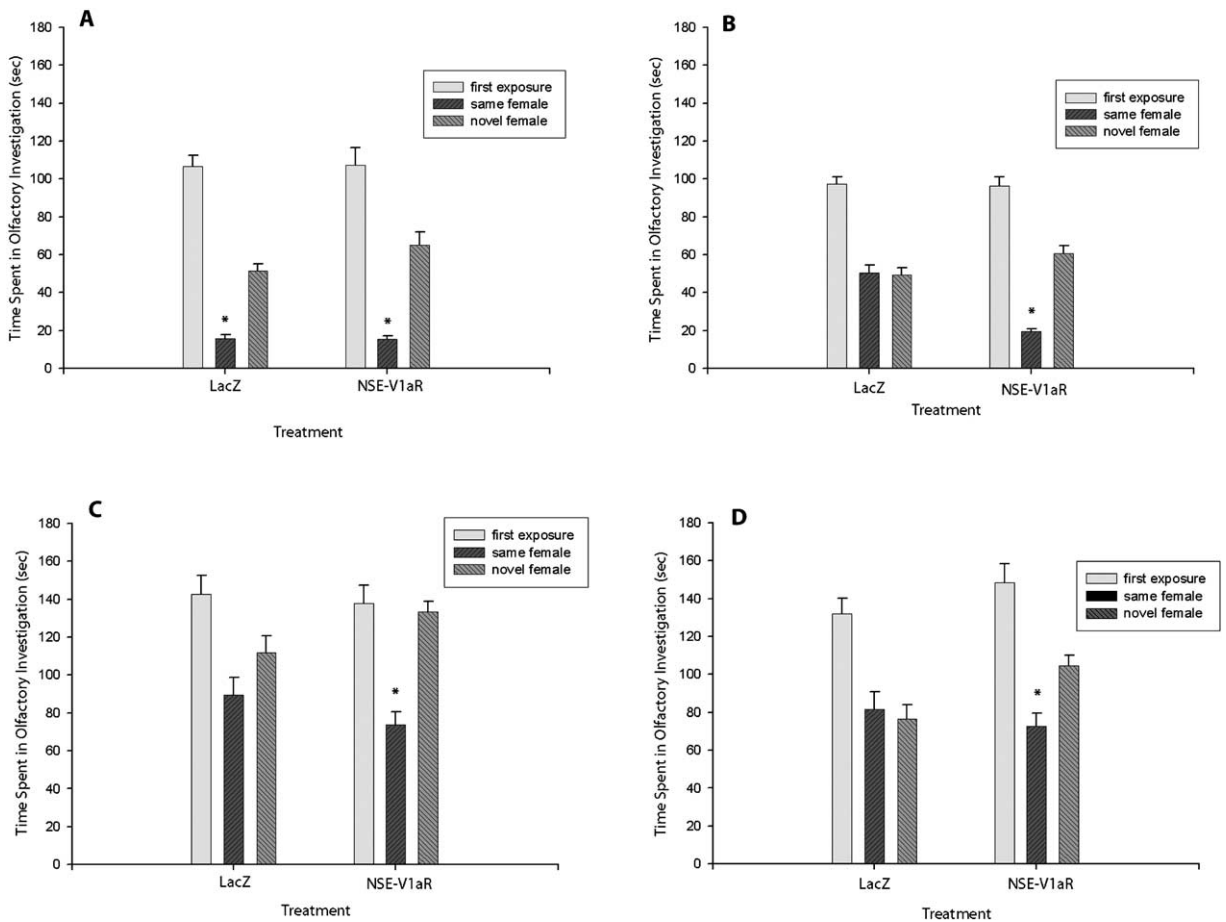 A
Time Spent in Olfactory Investigation (sec)
180
160
140
120
100
80
60
40
20
0
first exposure
same female
novel female
*
*
LacZ
NSE-V1aR
Treatment
B
Time Spent in Olfactory Investigation (sec)
180
160
140
120
100
80
60
40
20
0
first exposure
same female
novel female
*
LacZ
NSE-V1aR
Treatment
C
Time Spent in Olfactory Investigation (sec)
180
160
140
120
100
80
60
40
20
0
first exposure
same female
novel female
*
LacZ
NSE-V1aR
Treatment
D
Time Spent in Olfactory Investigation (sec)
180
160
140
120
100
80
60
40
20
0
first exposure
same female
novel female
*
LacZ
NSE-V1aR
Treatment